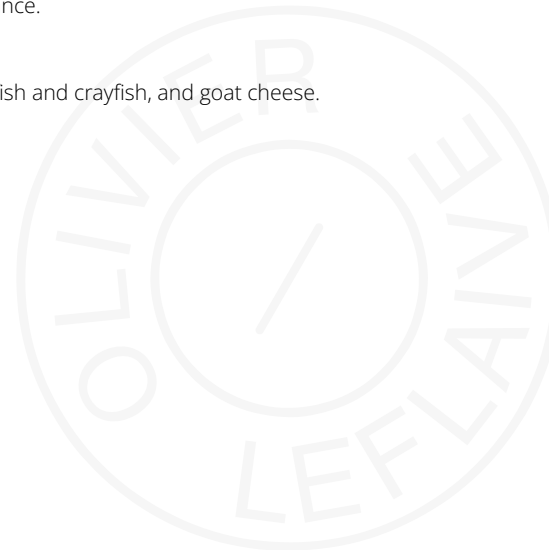 nce.
ish and crayfish, and goat cheese.
OLIVIER
LEFLAIVE